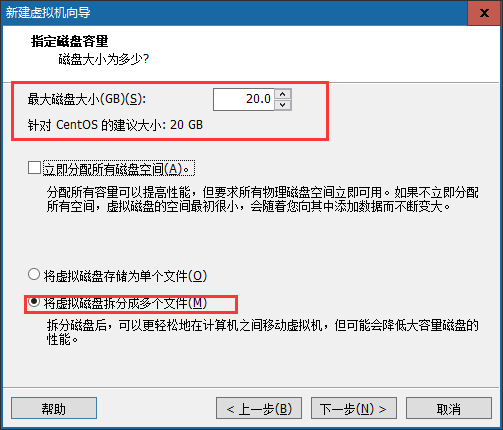 新建虚拟机向导
x
指定磁盘容量
磁盘大小为多少?
最大磁盘大小(GB)(S):
20.0
针对 CentOS 的建议大小: 20 GB
立即分配所有磁盘空间(A)。
分配所有容量可以提高性能，但要求所有物理磁盘空间立即可用。如果不立即分配
所有空间，虚拟磁盘的空间最初很小，会随着您向其中添加数据而不断变大。
将虚拟磁盘存储为单个文件(O)
将虚拟磁盘拆分成多个文件(M)
拆分磁盘后，可以更轻松地在计算机之间移动虚拟机，但可能会降低大容量磁盘的
性能。
帮助
< 上一步(B)
下一步(N) >
取消